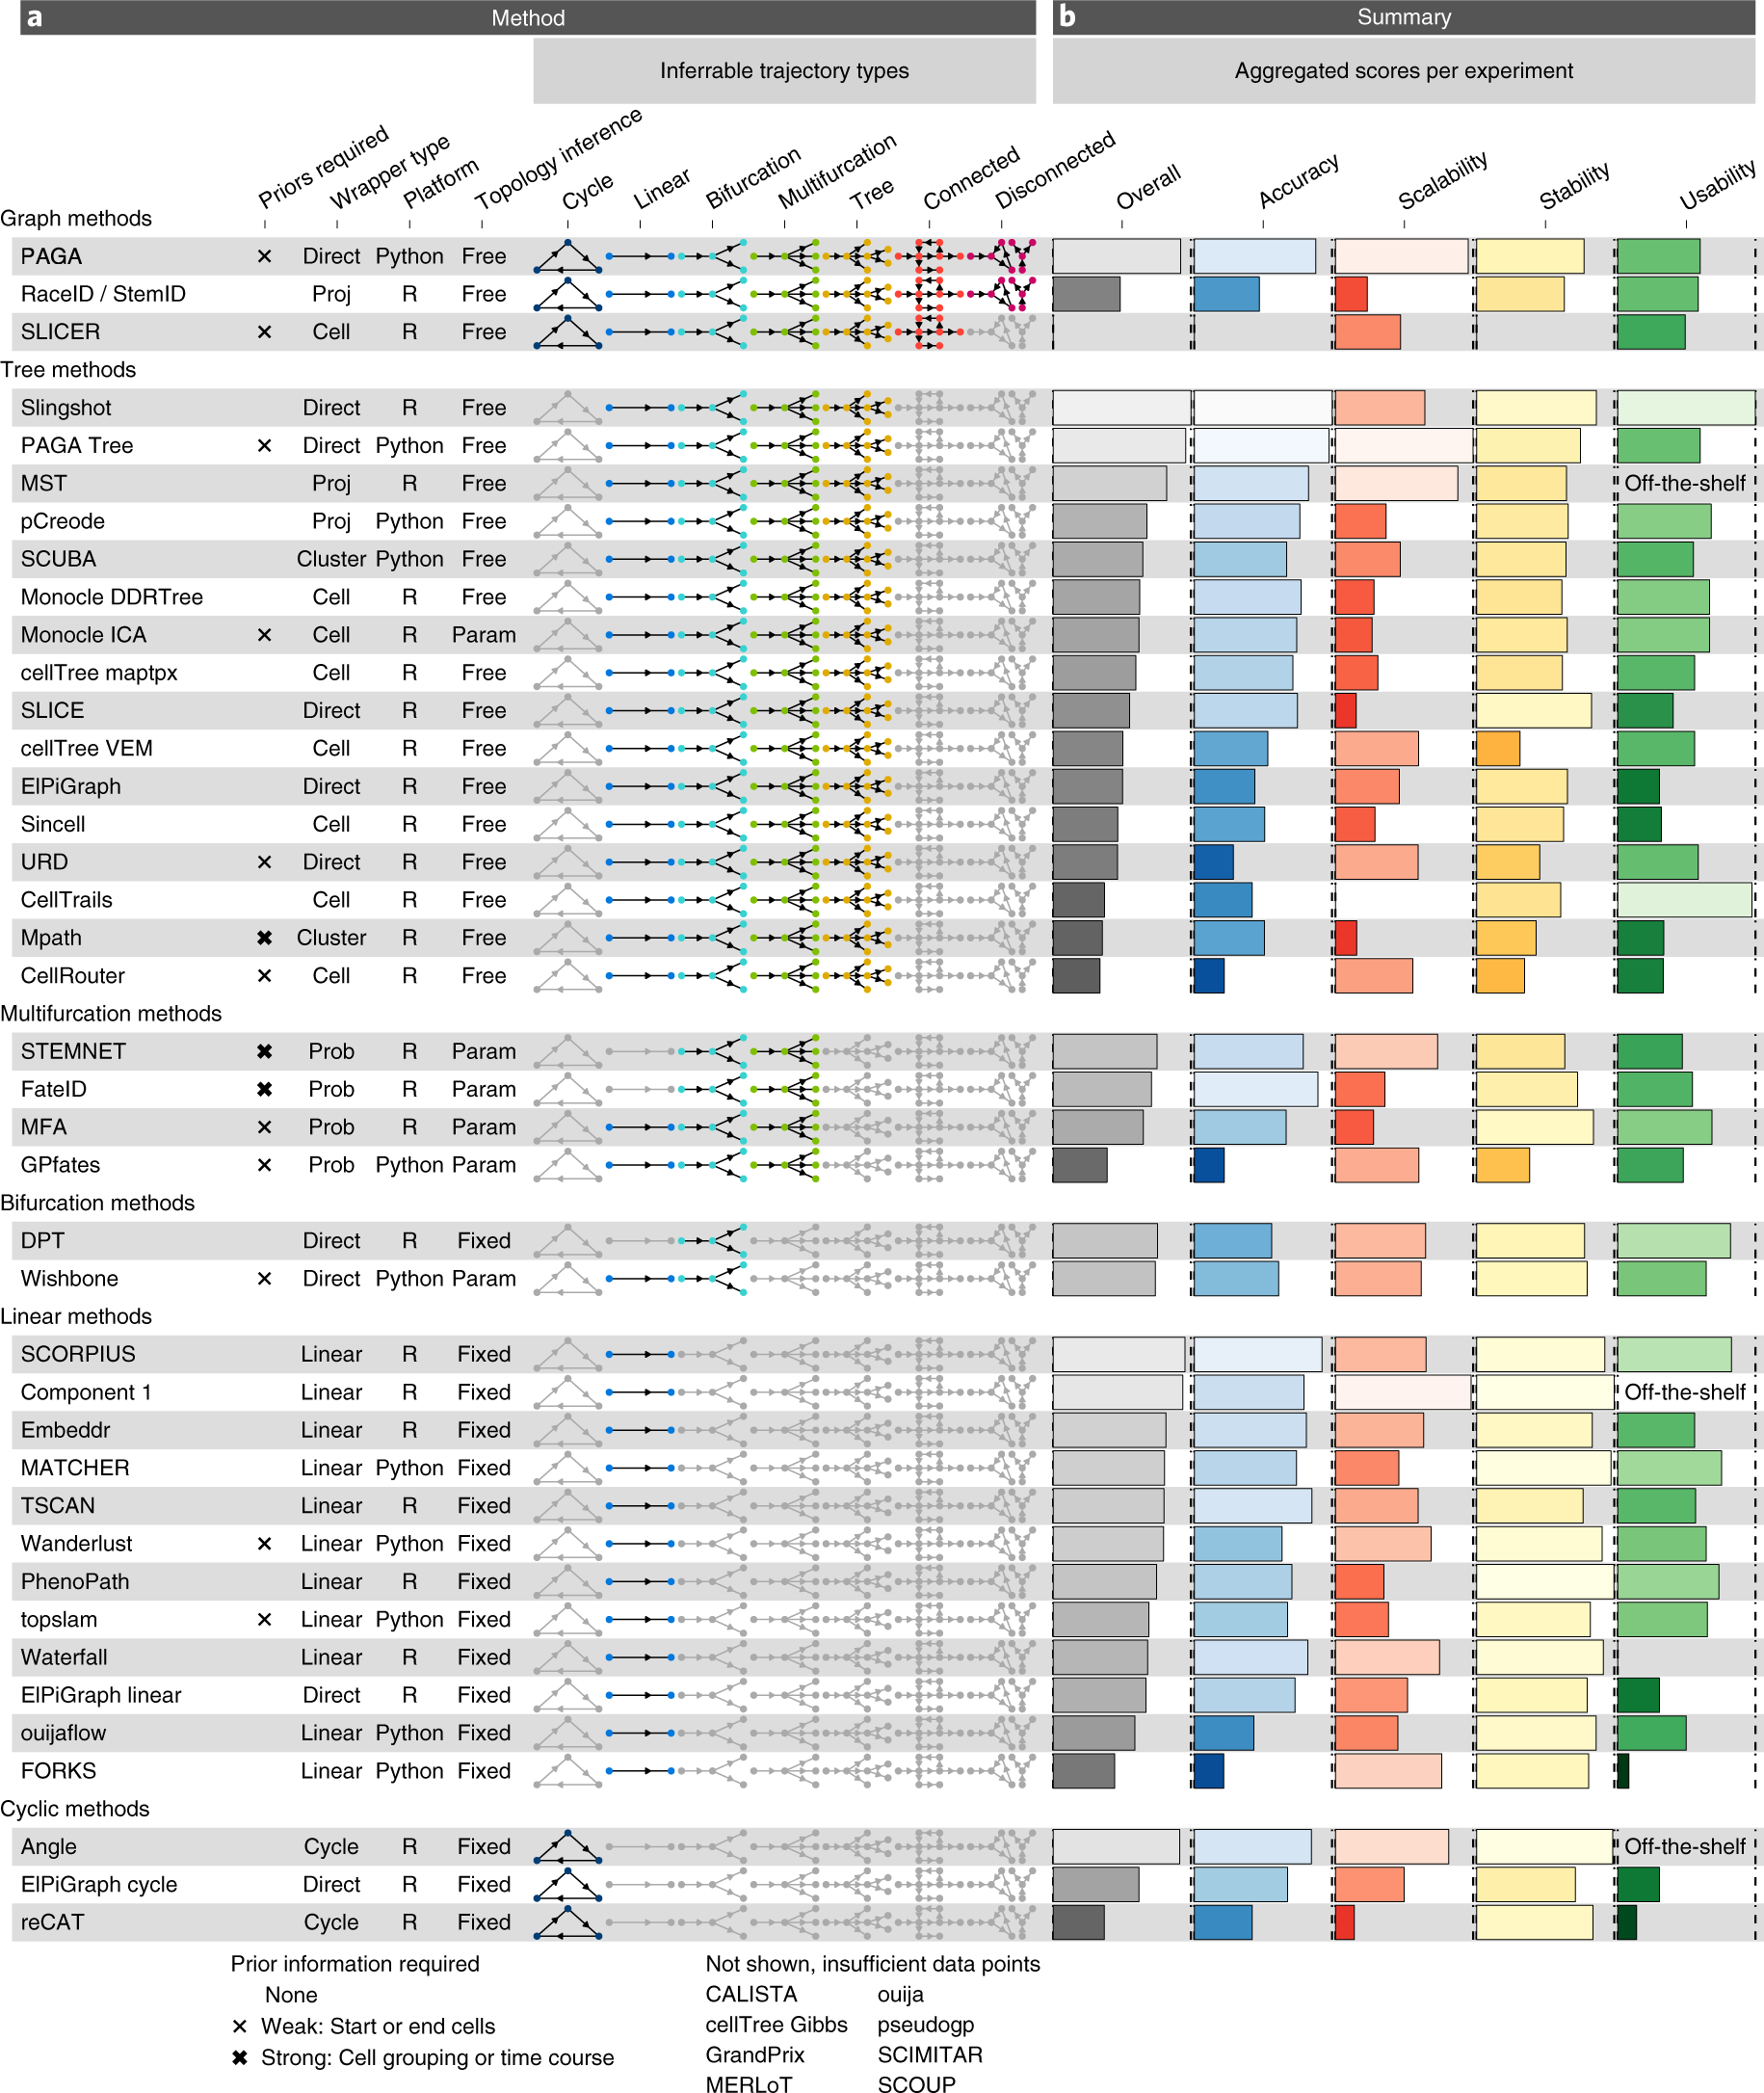 a Method
b Summary
Inferrable trajectory types
Aggregated scores per experiment
Priors required
Wrapper type
Platform
Topology inference
Cycle
Linear
Bifurcation
Multifurcation
Tree
Connected
Disconnected
Overall
Accuracy
Scalability
Stability
Usability
Graph methods
PAGA × Direct Python Free
RaceID / StemID Proj R Free
SLICER × Cell R Free
Tree methods
Slingshot Direct R Free
PAGA Tree × Direct Python Free
MST Proj R Free Off-the-shelf
pCreode Proj Python Free
SCUBA Cluster Python Free
Monocle DDRTree Cell R Free
Monocle ICA × Cell R Param
cellTree maptpx Cell R Free
SLICE Direct R Free
cellTree VEM Cell R Free
ElPiGraph Direct R Free
Sincell Cell R Free
URD × Direct R Free
CellTrails Cell R Free
Mpath ✖ Cluster R Free
CellRouter × Cell R Free
Multifurcation methods
STEMNET ✖ Prob R Param
FateID ✖ Prob R Param
MFA × Prob R Param
GPfates × Prob Python Param
Bifurcation methods
DPT Direct R Fixed
Wishbone × Direct Python Param
Linear methods
SCORPIUS Linear R Fixed
Component 1 Linear R Fixed Off-the-shelf
Embeddr Linear R Fixed
MATCHER Linear Python Fixed
TSCAN Linear R Fixed
Wanderlust × Linear Python Fixed
PhenoPath Linear R Fixed
topslam × Linear Python Fixed
Waterfall Linear R Fixed
ElPiGraph linear Direct R Fixed
ouijaflow Linear Python Fixed
FORKS Linear Python Fixed
Cyclic methods
Angle Cycle R Fixed Off-the-shelf
ElPiGraph cycle Direct R Fixed
reCAT Cycle R Fixed
Prior information required
None
× Weak: Start or end cells
✖ Strong: Cell grouping or time course
Not shown, insufficient data points
CALISTA ouija
cellTree Gibbs pseudogp
GrandPrix SCIMITAR
MERLoT SCOUP